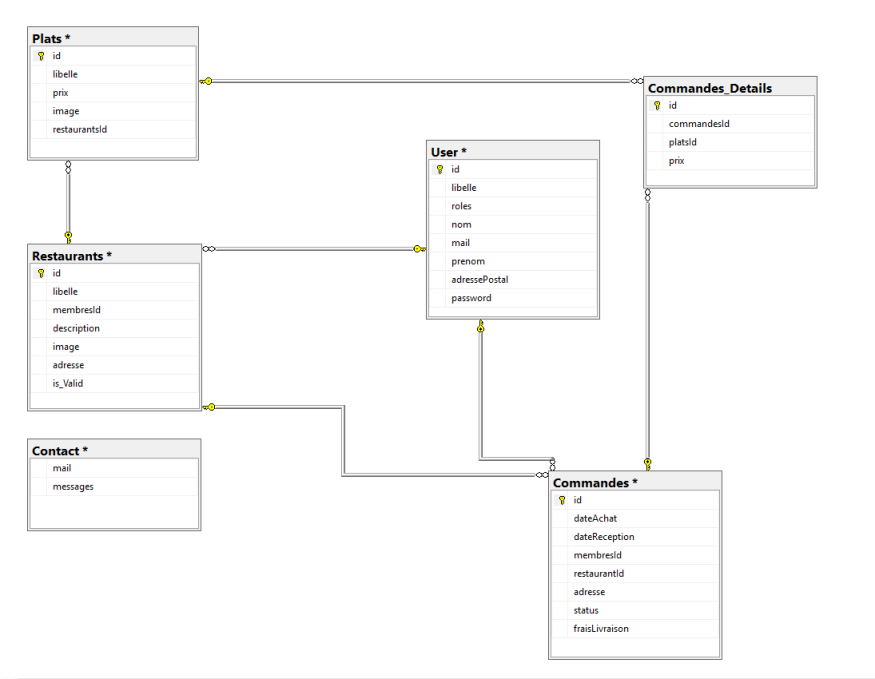 Plats *
id
libelle
prix
image
restaurantsId
Commandes_Details
id
commandesId
platsId
prix
User *
id
libelle
roles
nom
mail
prenom
adressePostal
password
Restaurants *
id
libelle
membresId
description
image
adresse
is_Valid
Contact *
mail
messages
Commandes *
id
dateAchat
dateReception
membresId
restaurantId
adresse
status
fraisLivraison